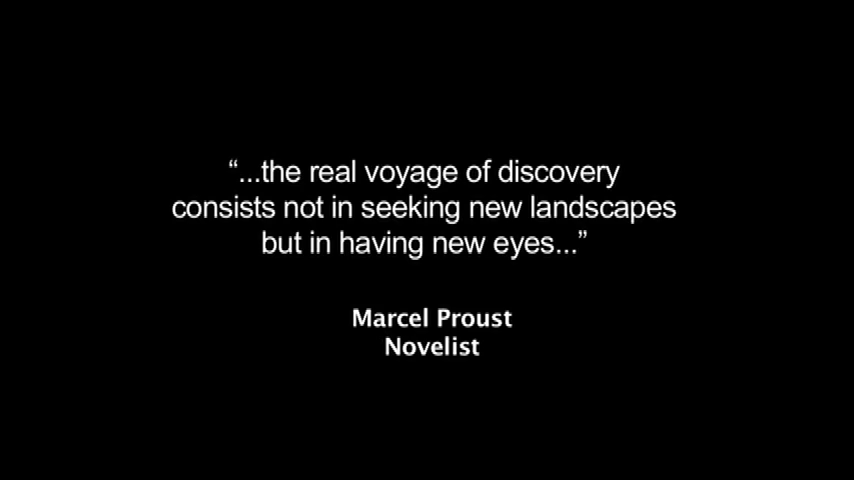 “...the real voyage of discovery
consists not in seeking new landscapes
but in having new eyes...”
Marcel Proust
Novelist